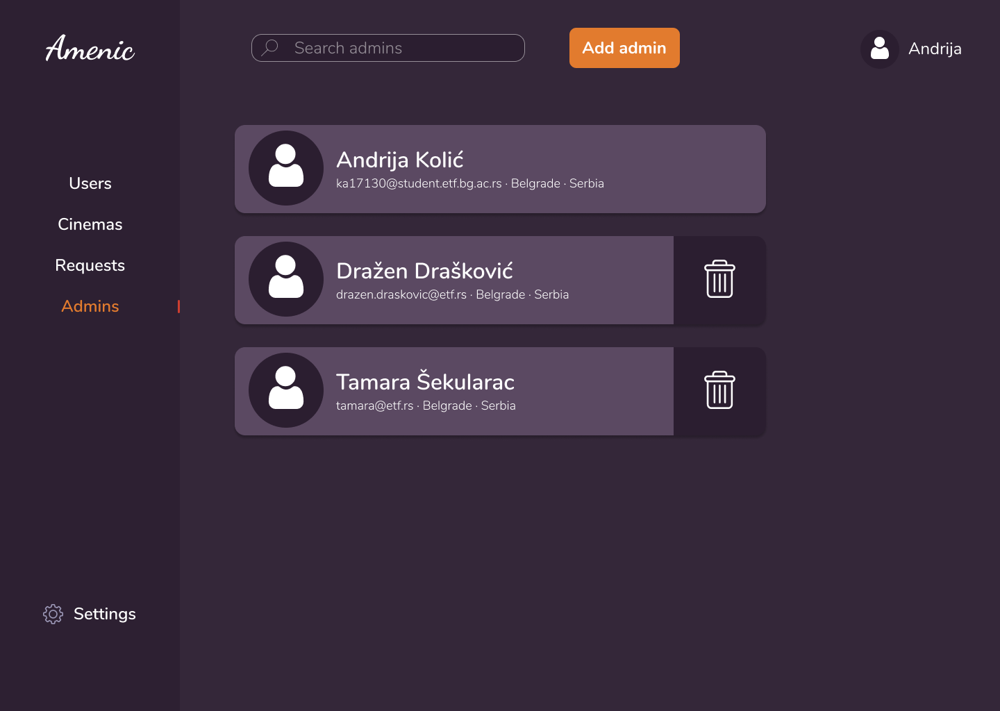 Amenic
Search admins
Add admin
Andrija
Users
Cinemas
Requests
Admins
Settings
Andrija Kolić
ka17130@student.etf.bg.ac.rs · Belgrade · Serbia
Dražen Drašković
drazen.draskovic@etf.rs · Belgrade · Serbia
Tamara Šekularac
tamara@etf.rs · Belgrade · Serbia